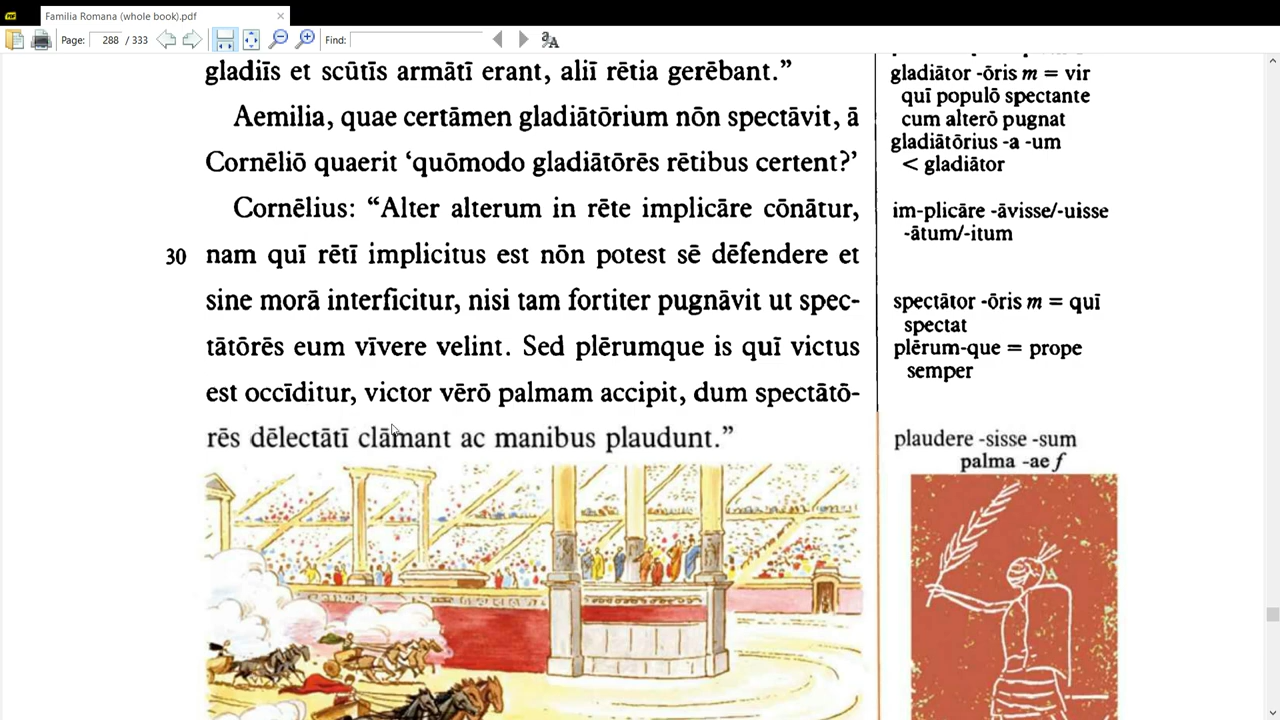 Familia Romana (whole book).pdf
Page: 288 / 333 Find:
gladiīs et scūtīs armātī erant, aliī rētia gerēbant.”
Aemilia, quae certāmen gladiātōrium nōn spectāvit, ā
Cornēliō quaerit ‘quōmodo gladiātōrēs rētibus certent?’
Cornēlius: “Alter alterum in rēte implicāre cōnātur,
30 nam quī rētī implicitus est nōn potest sē dēfendere et
sine morā interficitur, nisi tam fortiter pugnāvit ut spec-
tātōrēs eum vīvere velint. Sed plērumque is quī victus
est occīditur, victor vērō palmam accipit, dum spectātō-
rēs dēlectātī clāmant ac manibus plaudunt.”
gladiātor -ōris m = vir
quī populō spectante
cum alterō pugnat
gladiātōrius -a -um
< gladiātor
im-plicāre -āvisse/-uisse
-ātum/-itum
spectātor -ōris m = quī
spectat
plērum-que = prope
semper
plaudere -sisse -sum
palma -ae f